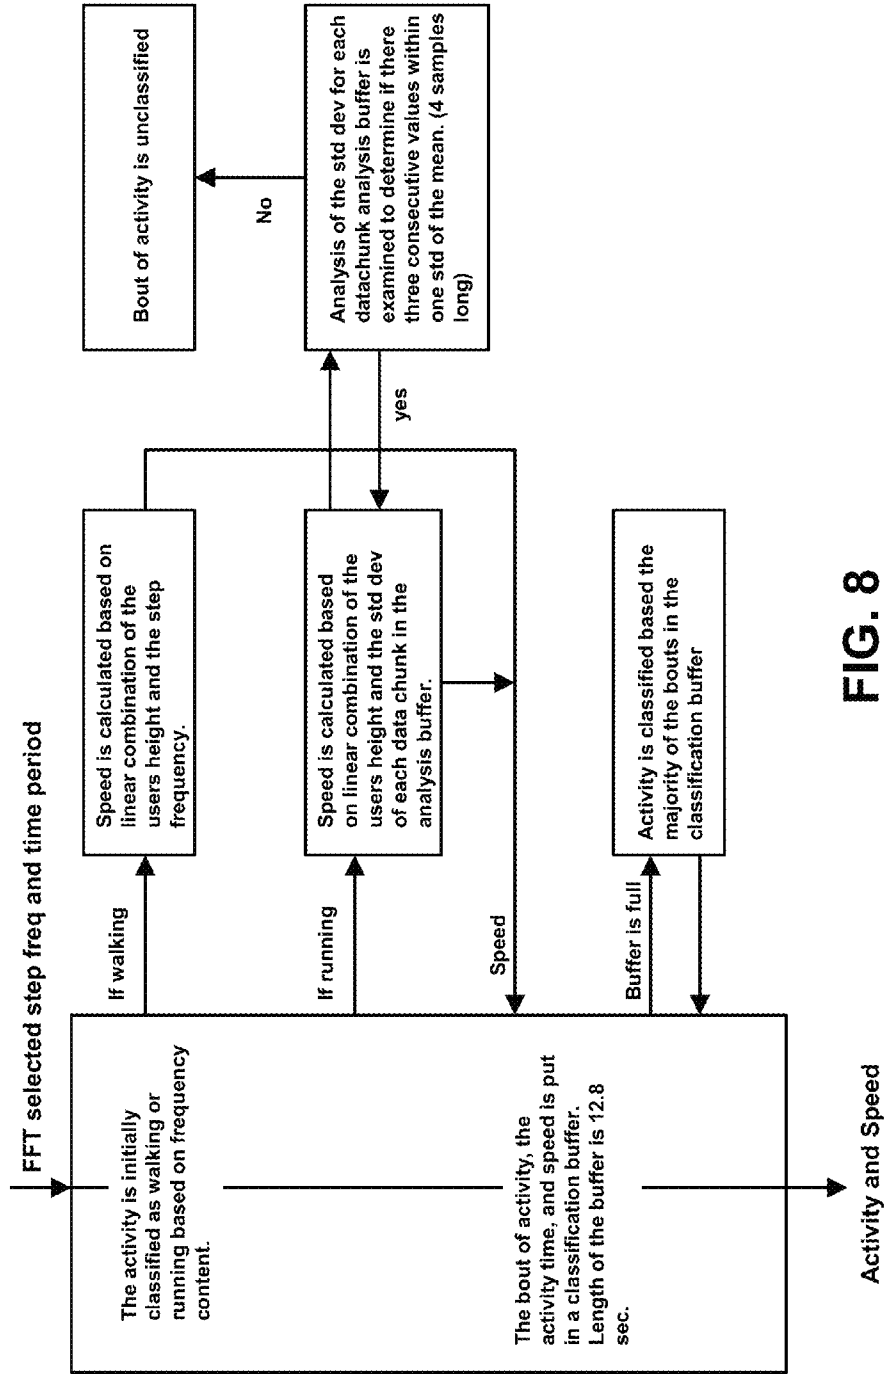 FFT selected step freq and time period
The activity is initially
classified as walking or
running based on frequency
content.
If walking
Speed is calculated based on
linear combination of the
users height and the step
frequency.
If running
Speed is calculated based
on linear combination of the
users height and the std dev
of each data chunk in the
analysis buffer.
yes
Analysis of the std dev for each
datachunk analysis buffer is
examined to determine if there
three consecutive values within
one std of the mean. (4 samples
long)
No
Bout of activity is unclassified
Speed
The bout of activity, the
activity time, and speed is put
in a classification buffer.
Length of the buffer is 12.8
sec.
Buffer is full
Activity is classified based the
majority of the bouts in the
classification buffer
Activity and Speed
FIG. 8